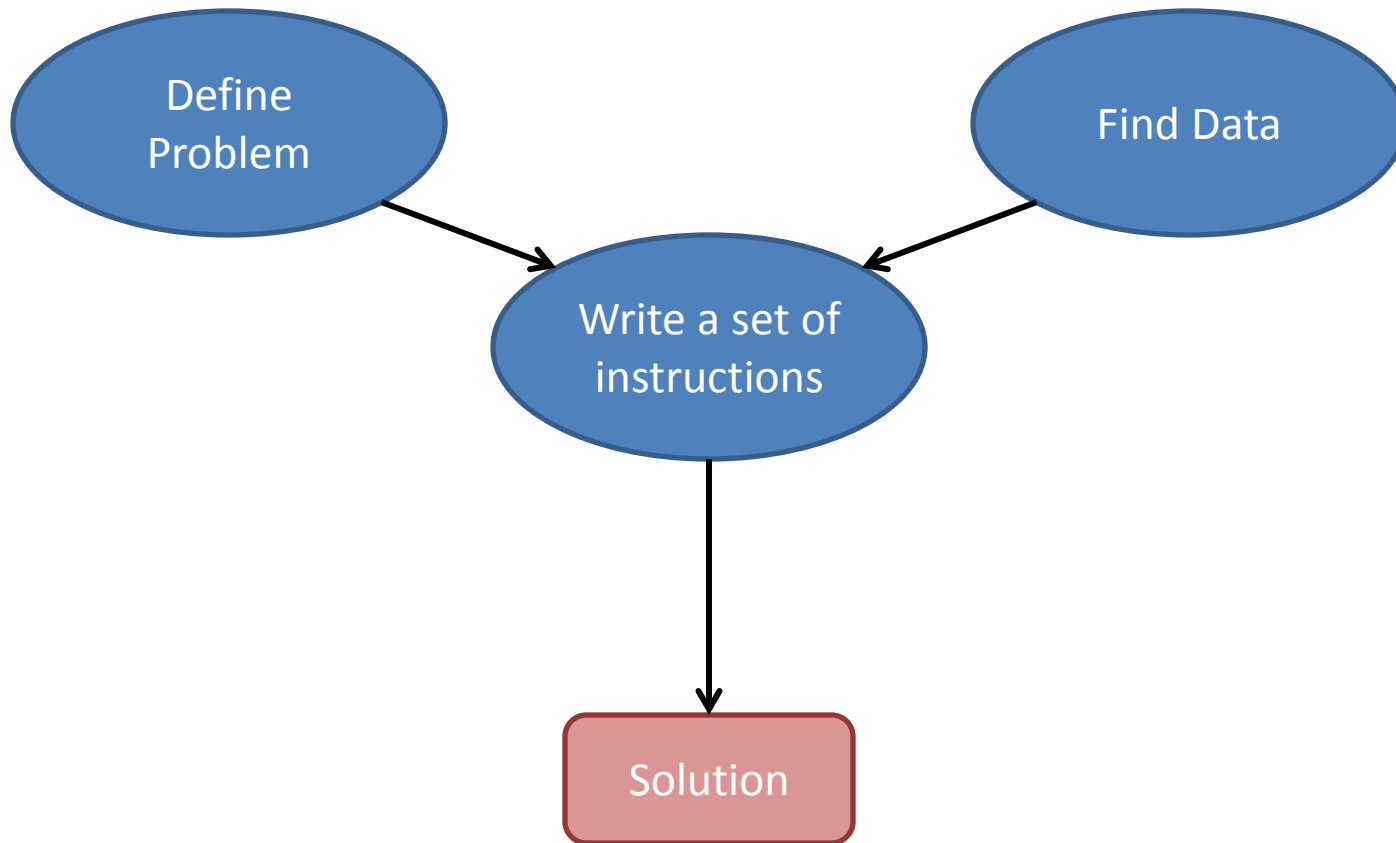 Define
Problem
Find Data
Write a set of
instructions
Solution